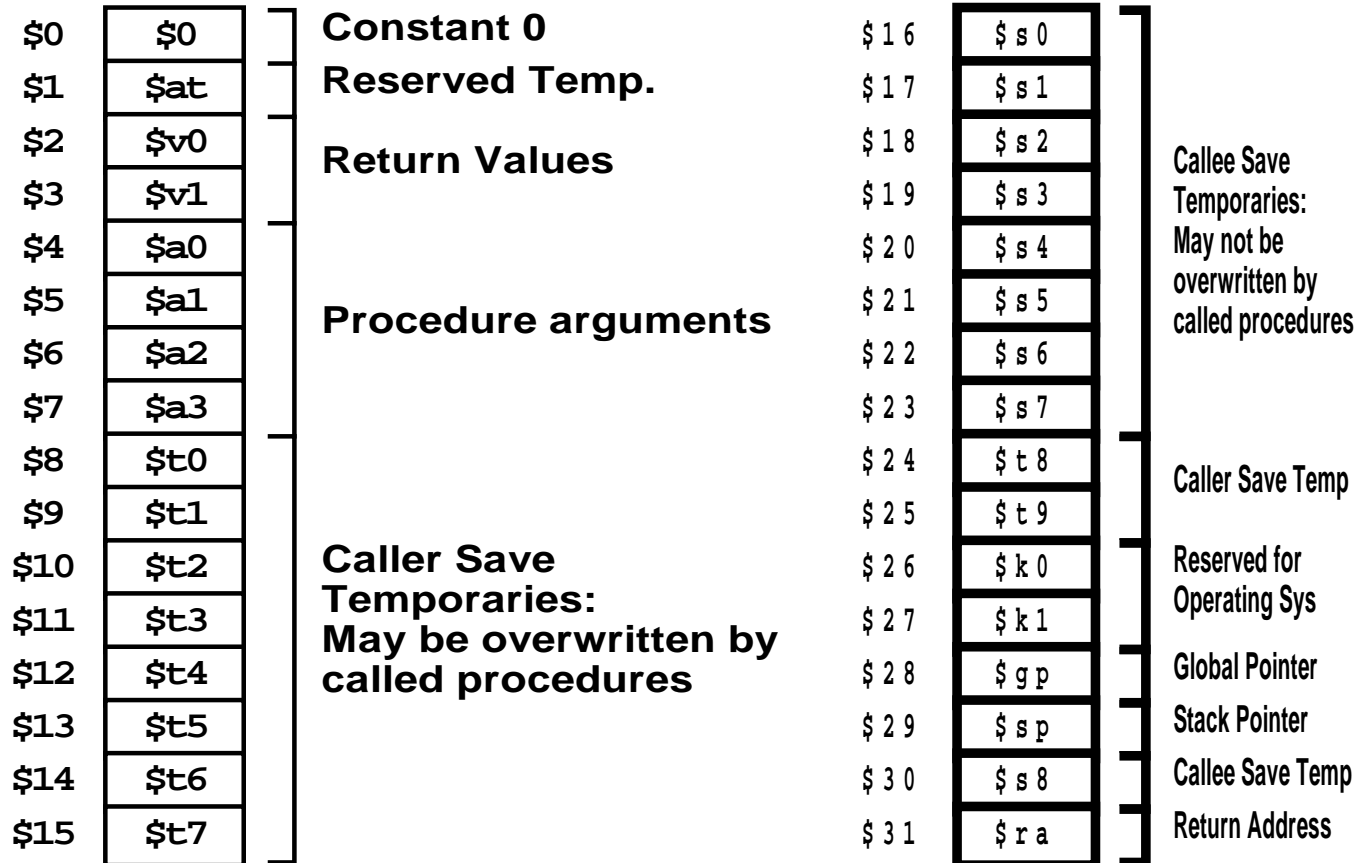 $0 $0 Constant 0
$1 $at Reserved Temp.
$2 $v0 Return Values
$3 $v1
$4 $a0 Procedure arguments
$5 $a1
$6 $a2
$7 $a3
$8 $t0 Caller Save
Temporaries:
May be overwritten by
called procedures
$9 $t1
$10 $t2
$11 $t3
$12 $t4
$13 $t5
$14 $t6
$15 $t7
$16 $s0 Callee Save
Temporaries:
May not be
overwritten by
called procedures
$17 $s1
$18 $s2
$19 $s3
$20 $s4
$21 $s5
$22 $s6
$23 $s7
$24 $t8 Caller Save Temp
$25 $t9
$26 $k0 Reserved for
Operating Sys
$27 $k1
$28 $gp Global Pointer
$29 $sp Stack Pointer
$30 $s8 Callee Save Temp
$31 $ra Return Address